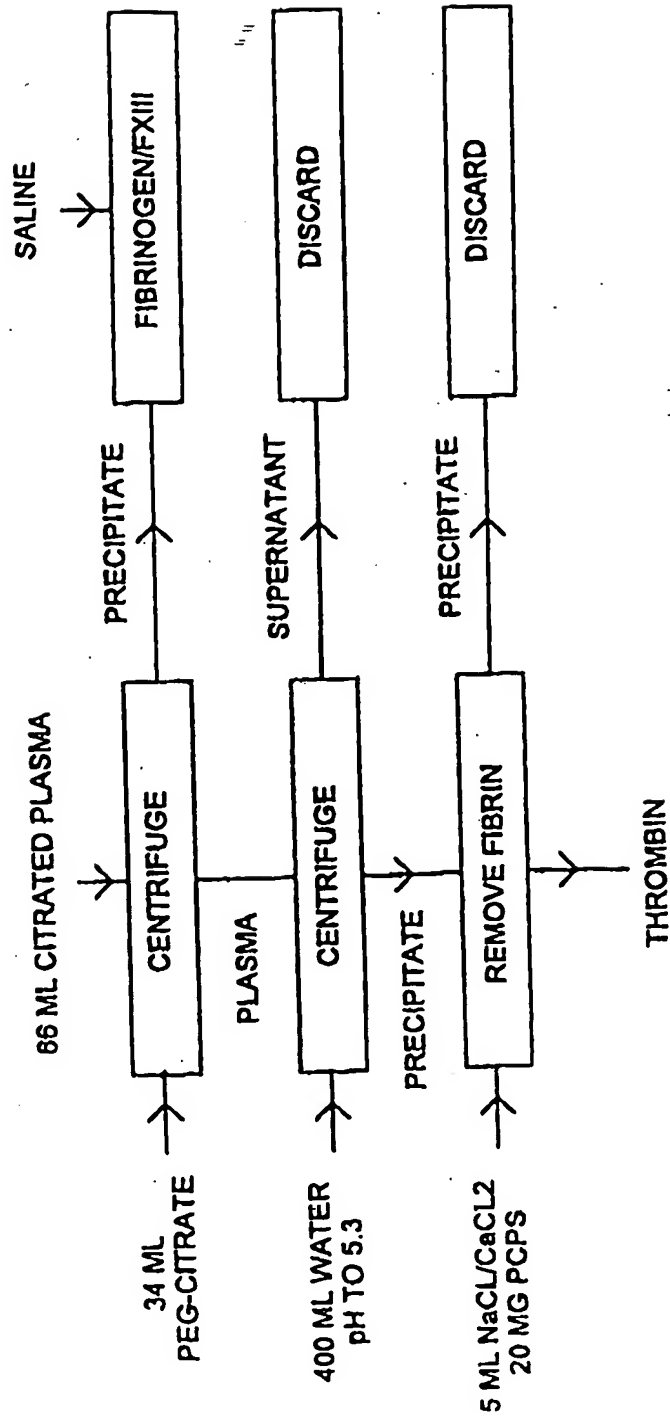 66 ML CITRATED PLASMA
SALINE
34 ML
PEG-CITRATE
CENTRIFUGE
PRECIPITATE
FIBRINOGEN/FXIII
PLASMA
400 ML WATER
pH TO 5.3
CENTRIFUGE
SUPERNATANT
DISCARD
PRECIPITATE
5 ML NaCL/CaCL2
20 MG PCPS
REMOVE FIBRIN
PRECIPITATE
DISCARD
THROMBIN